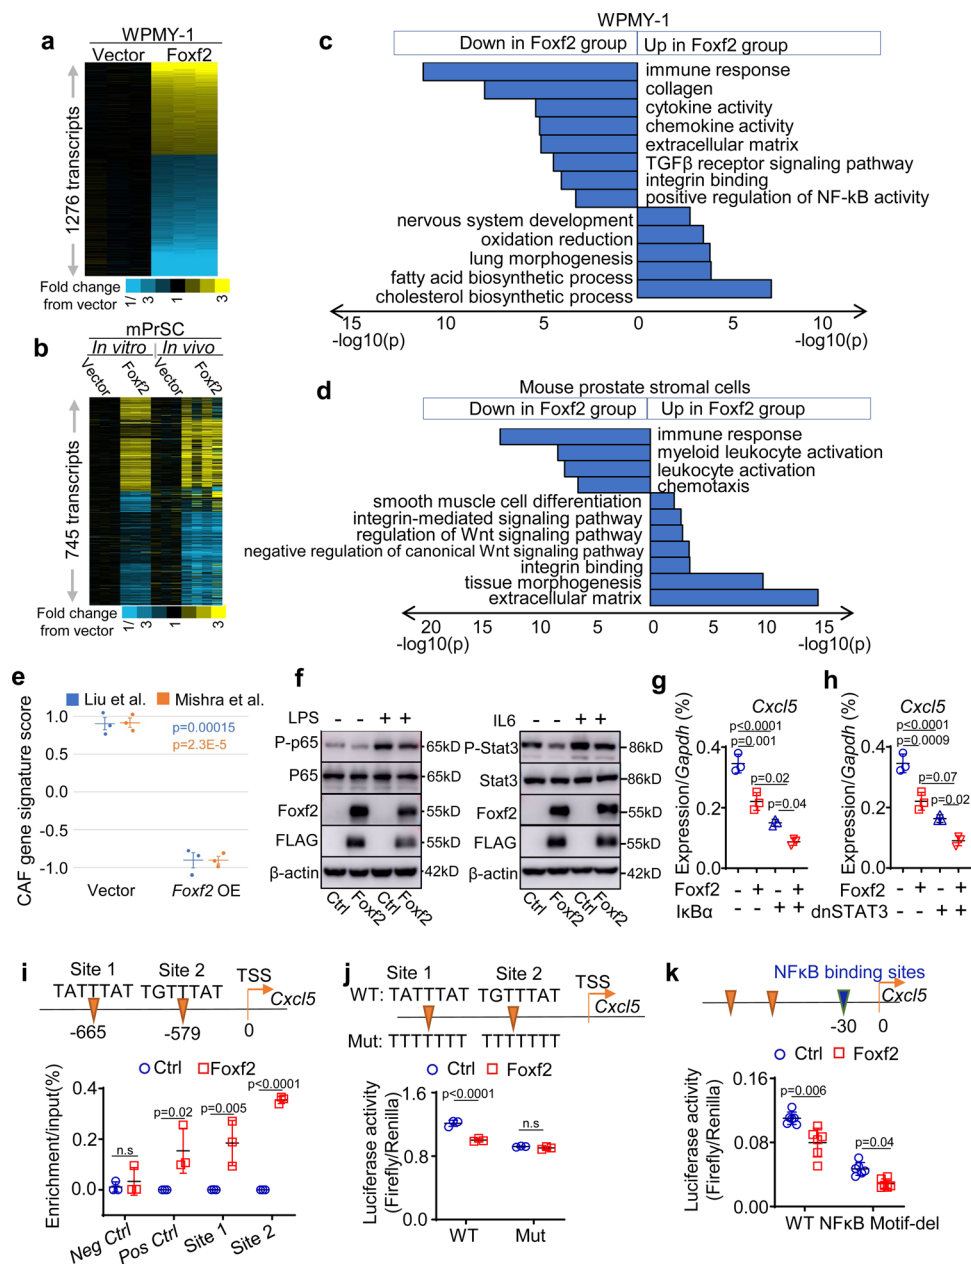 a
WPMY-1
Vector Foxf2
1276 transcripts
Fold change
from vector
1/
3
1
3
b
mPrSC
In vitro In vivo
Vector Foxf2 Vector Foxf2
745 transcripts
Fold change
from vector
1/
3
1
3
c
WPMY-1
Down in Foxf2 group Up in Foxf2 group
immune response
collagen
cytokine activity
chemokine activity
extracellular matrix
TGFβ receptor signaling pathway
integrin binding
positive regulation of NF-kB activity
nervous system development
oxidation reduction
lung morphogenesis
fatty acid biosynthetic process
cholesterol biosynthetic process
15 10 5 0 5 10
-log10(p) -log10(p)
d
Mouse prostate stromal cells
Down in Foxf2 group Up in Foxf2 group
immune response
myeloid leukocyte activation
leukocyte activation
chemotaxis
smooth muscle cell differentiation
integrin-mediated signaling pathway
regulation of Wnt signaling pathway
negative regulation of canonical Wnt signaling pathway
integrin binding
tissue morphogenesis
extracellular matrix
20 15 10 5 0 5 10 15
-log10(p) -log10(p)
e
Liu et al. Mishra et al.
CAF gene signature score
1.0
0.5
0.0
-0.5
-1.0
p=0.00015
p=2.3E-5
Vector Foxf2 OE
f
LPS - - + +
P-p65 65kD
P65 65kD
Foxf2 55kD
FLAG 55kD
β-actin 42kD
Ctrl Foxf2 Ctrl Foxf2
IL6 - - + +
P-Stat3 86kD
Stat3 86kD
Foxf2 55kD
FLAG 55kD
β-actin 42kD
Ctrl Foxf2 Ctrl Foxf2
g
Cxcl5
Expression/Gapdh (%)
p<0.0001
p=0.001
p=0.02
p=0.04
0.4
0.2
0.0
Foxf2 - + - +
IκBα - - + +
h
Cxcl5
Expression/Gapdh (%)
p<0.0001
p=0.0009
p=0.07
p=0.02
0.4
0.2
0.0
Foxf2 - + - +
dnSTAT3 - - + +
i
Site 1 Site 2 TSS
TATTTAT TGTTTAT
Cxcl5
-665 -579 0
Ctrl Foxf2
Enrichment/input(%)
0.4
0.2
0.0
n.s
p=0.02
p=0.005
p<0.0001
Neg Ctrl Pos Ctrl Site 1 Site 2
j
Site 1 Site 2
WT: TATTTAT TGTTTAT TSS
Cxcl5
Mut: TTTTTTT TTTTTTT
Ctrl Foxf2
Luciferase activity
(Firefly/Renilla)
1.6
0.8
0.0
p<0.0001
n.s
WT Mut
k
NFκB binding sites
Cxcl5
-30 0
Ctrl Foxf2
Luciferase activity
(Firefly/Renilla)
0.16
0.08
0.00
p=0.006
p=0.04
WT NFκB Motif-del